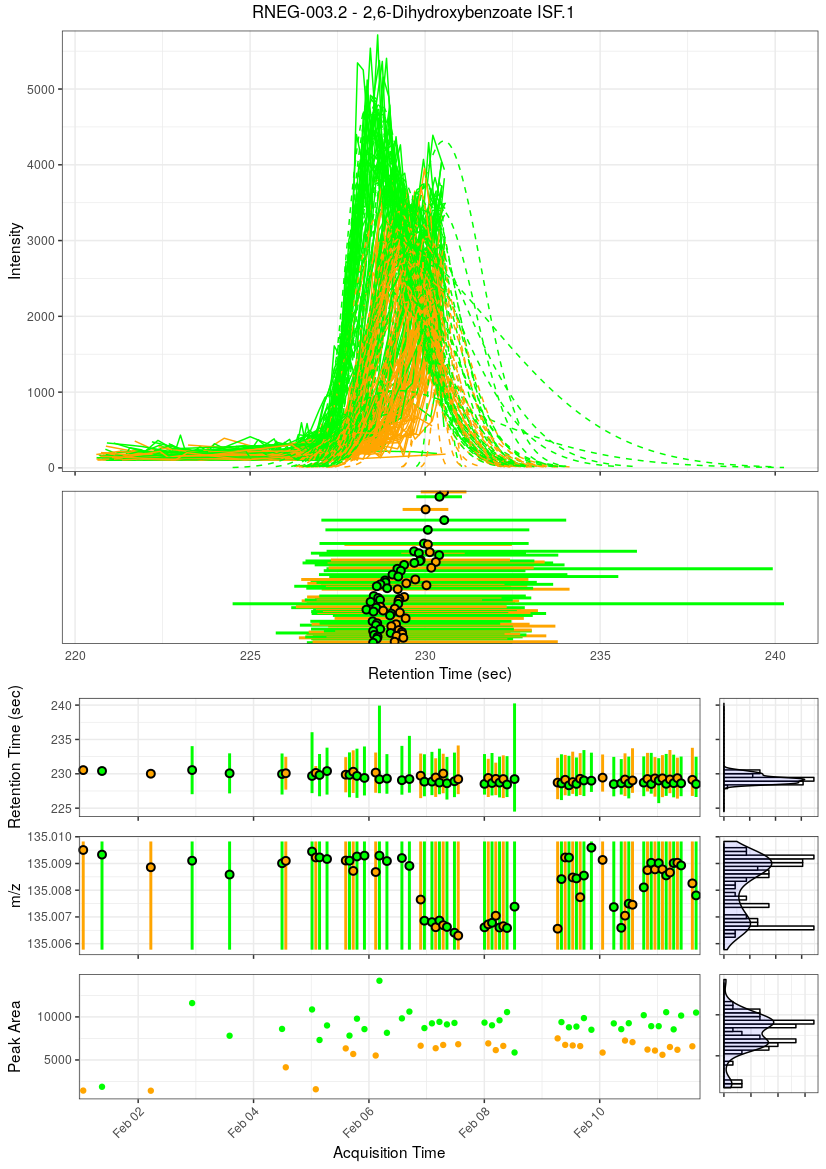 RNEG-003.2 - 2,6-Dihydroxybenzoate ISF.1
5000
4000
3000
2000
1000
0
Intensity
220
225
230
235
240
Retention Time (sec)
240
235
230
225
Retention Time (sec)
135.010
135.009
135.008
135.007
135.006
m/z
10000
5000
Peak Area
Feb 02
Feb 04
Feb 06
Feb 08
Feb 10
Acquisition Time